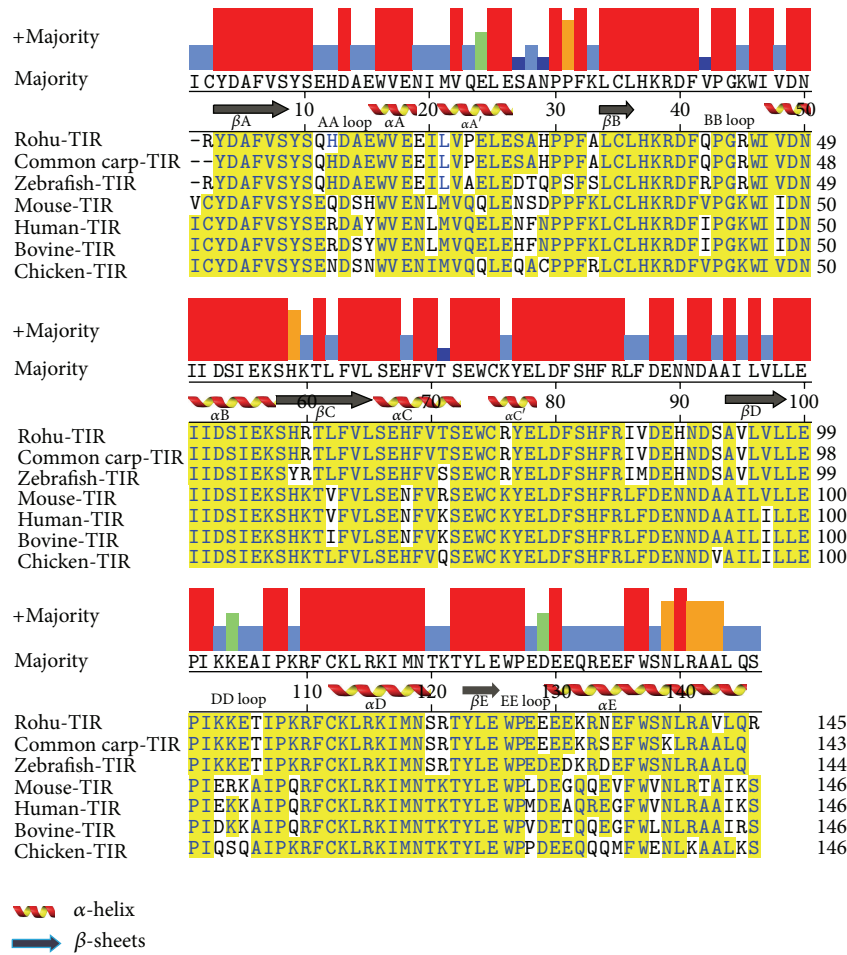 +Majority
Majority ICYDAFVSYSEHDAEWVENIMVQELESANPPFKLCLHKRDFVPGKWIVDN
10 20 30 40 50
βA AA loop αA αA′ βB BB loop
Rohu-TIR -RYDAFVSYSQHDAEWVEEILVPELESAHPPFALCLHKRDFQPGRWIVDN 49
Common carp-TIR --YDAFVSYSQHDAEWVEEILVPELESAHPPFALCLHKRDFQPGRWIVDN 48
Zebrafish-TIR -RYDAFVSYSQHDAEWVEEILVAELEDTQPSFSLCLHKRDFRPGRWIVDN 49
Mouse-TIR VCYDAFVSYSEQDSHWVENLMVQQLENSDPPFKLCLHKRDFVPGKWIIDN 50
Human-TIR ICYDAFVSYSERDAYWVENLMVQELENFNPPFKLCLHKRDFIPGKWIIDN 50
Bovine-TIR ICYDAFVSYSERDSYWVENLMVQELEHFNPPFKLCLHKRDFIPGKWIIDN 50
Chicken-TIR ICYDAFVSYSENDSNWVENIMVQQLEQACPPFRLCLHKRDFVPGKWIVDN 50
+Majority
Majority IIDSIEKSHKTLFVLSEHFVTSEWCKYELDFSHFRLFDENNDAAILVLLE
60 70 80 90 100
αB βC αC αC′ βD
Rohu-TIR IIDSIEKSHRTLFVLSEHFVTSEWCRYELDFSHFRIVDEHNDSAVLVLLE 99
Common carp-TIR IIDSIEKSHRTLFVLSEHFVTSEWCRYELDFSHFRIVDEHNDSAVLVLLE 98
Zebrafish-TIR IIDSIEKSYRTLFVLSEHFVSSEWCRYELDFSHFRIMDEHNDSAVLVLLE 99
Mouse-TIR IIDSIEKSHKTVFVLSENFVRSEWCKYELDFSHFRLFDENNDAAILVLLE 100
Human-TIR IIDSIEKSHKTVFVLSENFVKSEWCKYELDFSHFRLFDENNDAAILILLE 100
Bovine-TIR IIDSIEKSHKTIFVLSENFVKSEWCKYELDFSHFRLFDENNDAAILILLE 100
Chicken-TIR IIDSIEKSHKTLFVLSEHFVQSEWCKYELDFSHFRLFDENNDVAILILLE 100
+Majority
Majority PIKKEAIPKRFCKLRKIMNTKTYLEWPEDEEQREEFWSNLRAALQS
110 120 130 140
DD loop αD βE EE loop αE
Rohu-TIR PIKKETIPKRFCKLRKIMNSRTYLEWPEEEEKRNEFWSNLRAVLQR 145
Common carp-TIR PIKKETIPKRFCKLRKIMNSRTYLEWPEEEEKRSEFWSKLRAALQ 143
Zebrafish-TIR PIKKETIPKRFCKLRKIMNSRTYLEWPEDEDKRDEFWSNLRAALQ 144
Mouse-TIR PIERKAIPQRFCKLRKIMNTKTYLEWPLDEGQQEVFWVNLRTAIKS 146
Human-TIR PIEKKAIPQRFCKLRKIMNTKTYLEWPMDEAQREGFWVNLRAAIKS 146
Bovine-TIR PIDKKAIPQRFCKLRKIMNTKTYLEWPVDETQQEGFWLNLRAAIRS 146
Chicken-TIR PIQSQAIPKRFCKLRKIMNTKTYLEWPPDEEQQQMFWENLKAALKS 146
α-helix
β-sheets